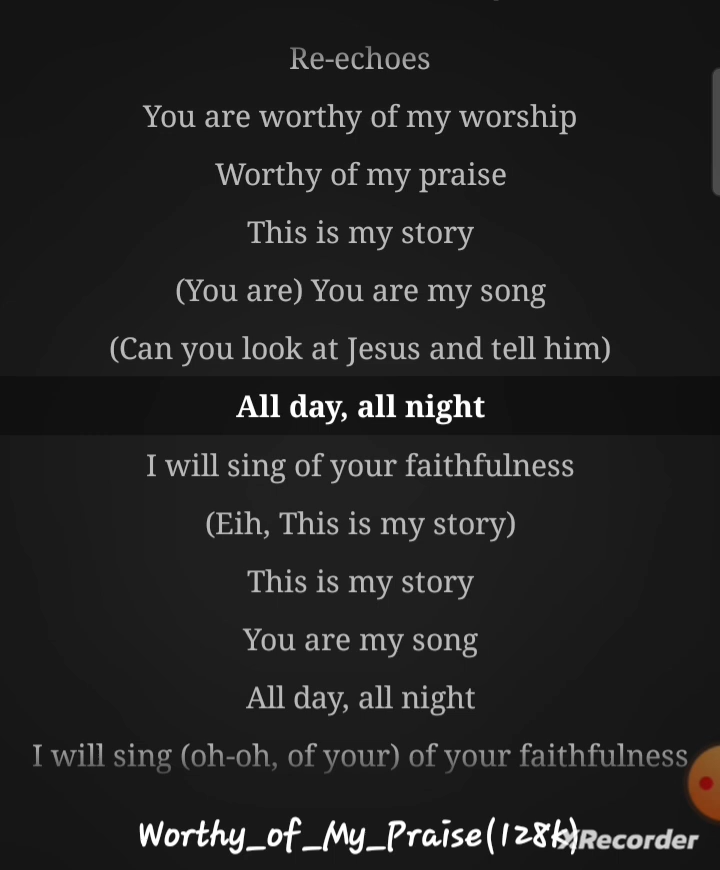 Re-echoes
You are worthy of my worship
Worthy of my praise
This is my story
(You are) You are my song
(Can you look at Jesus and tell him)
All day, all night
I will sing of your faithfulness
(Eih, This is my story)
This is my story
You are my song
All day, all night
I will sing (oh-oh, of your) of your faithfulness
Worthy_of_My_Praise(128k)
XRecorder